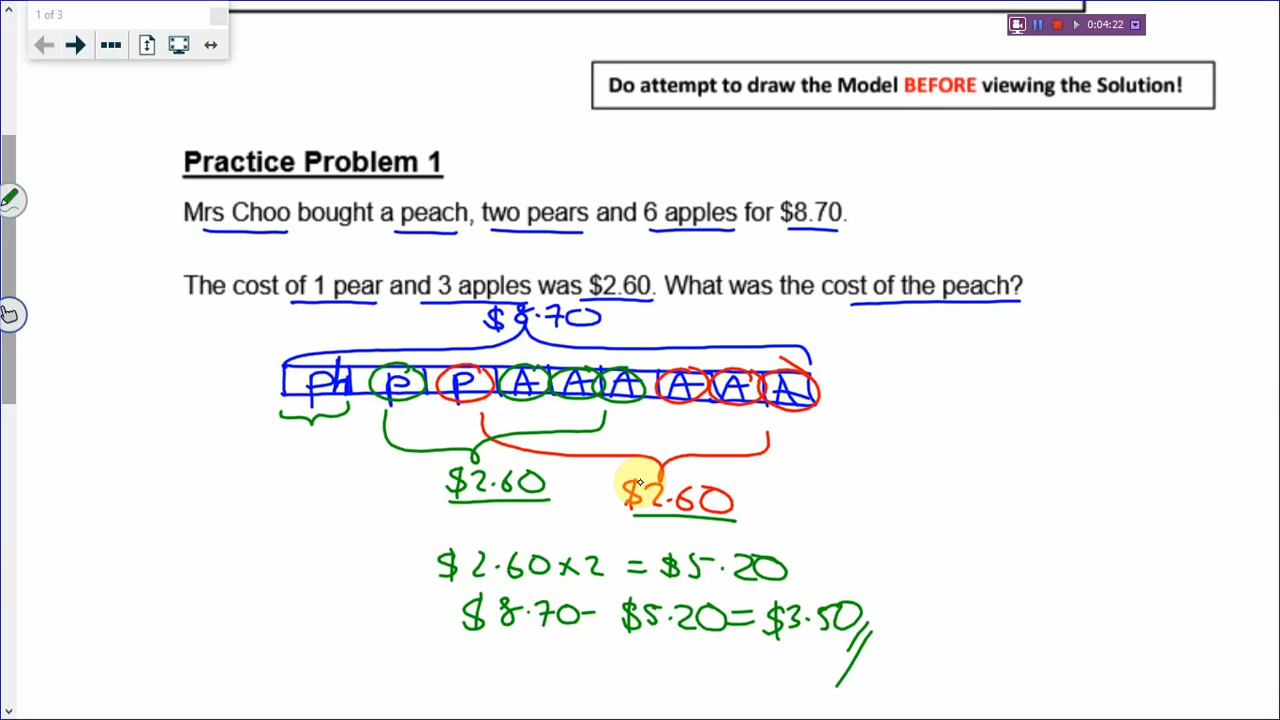 1 of 3
0:04:22
Do attempt to draw the Model BEFORE viewing the Solution!
Practice Problem 1
Mrs Choo bought a peach, two pears and 6 apples for $8.70.
The cost of 1 pear and 3 apples was $2.60. What was the cost of the peach?
$8.70
Ph P P A A A A A A
$2.60 $2.60
$2.60×2 = $5.20
$8.70- $5.20=$3.50